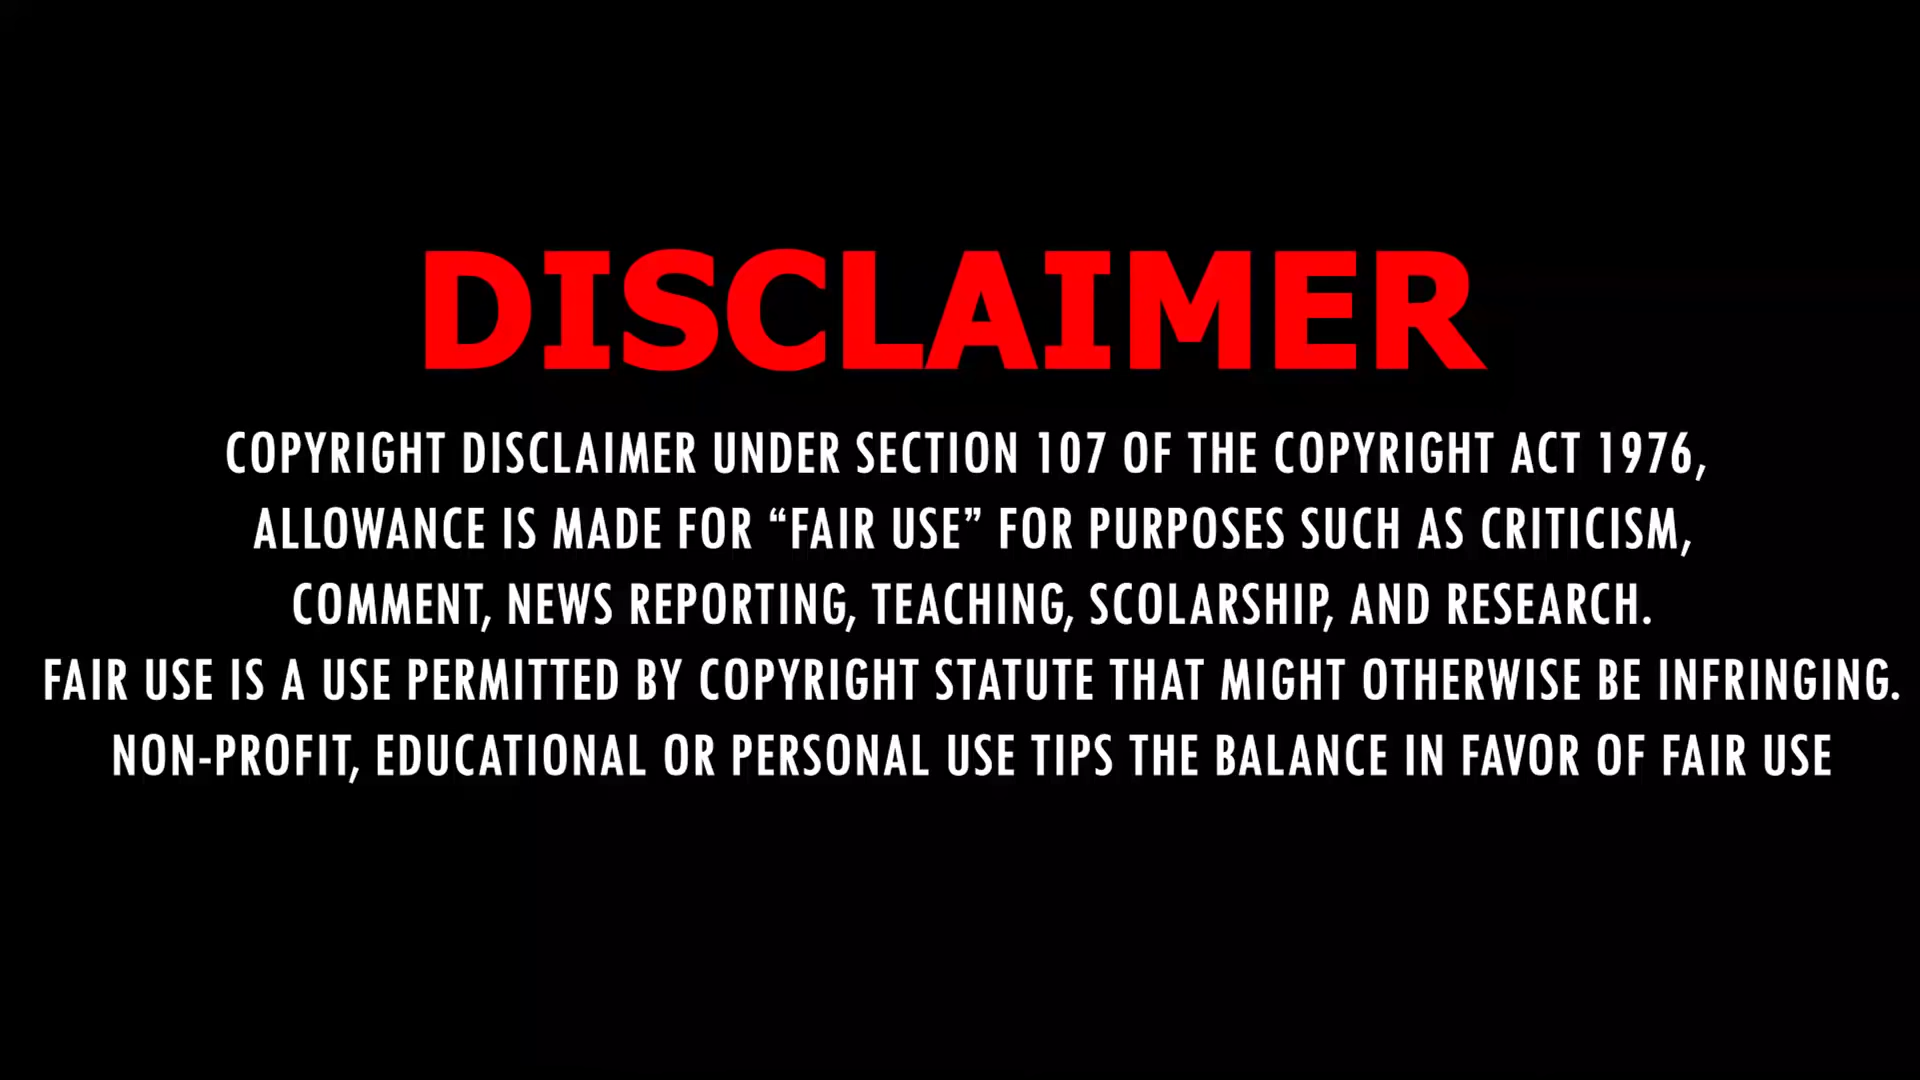 DISCLAIMER
COPYRIGHT DISCLAIMER UNDER SECTION 107 OF THE COPYRIGHT ACT 1976,
ALLOWANCE IS MADE FOR “FAIR USE” FOR PURPOSES SUCH AS CRITICISM,
COMMENT, NEWS REPORTING, TEACHING, SCOLARSHIP, AND RESEARCH.
FAIR USE IS A USE PERMITTED BY COPYRIGHT STATUTE THAT MIGHT OTHERWISE BE INFRINGING.
NON-PROFIT, EDUCATIONAL OR PERSONAL USE TIPS THE BALANCE IN FAVOR OF FAIR USE